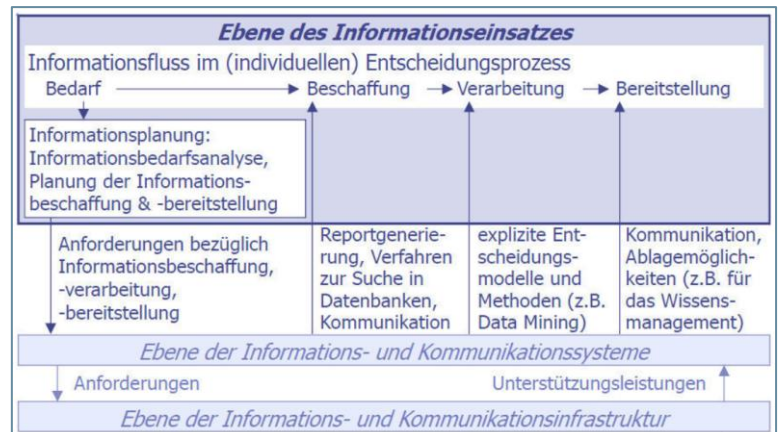 Ebene des Informationseinsatzes
Informationsfluss im (individuellen) Entscheidungsprozess
Bedarf Beschaffung Verarbeitung Bereitstellung
Informationsplanung:
Informationsbedarfsanalyse,
Planung der Informations-
beschaffung & -bereitstellung
Anforderungen bezüglich
Informationsbeschaffung,
-verarbeitung,
-bereitstellung
Reportgenerie-
rung, Verfahren
zur Suche in
Datenbanken,
Kommunikation
explizite Ent-
scheidungs-
modelle und
Methoden (z.B.
Data Mining)
Kommunikation,
Ablagemöglich-
keiten (z.B. für
das Wissens-
management)
Ebene der Informations- und Kommunikationssysteme
Anforderungen Unterstützungsleistungen
Ebene der Informations- und Kommunikationsinfrastruktur